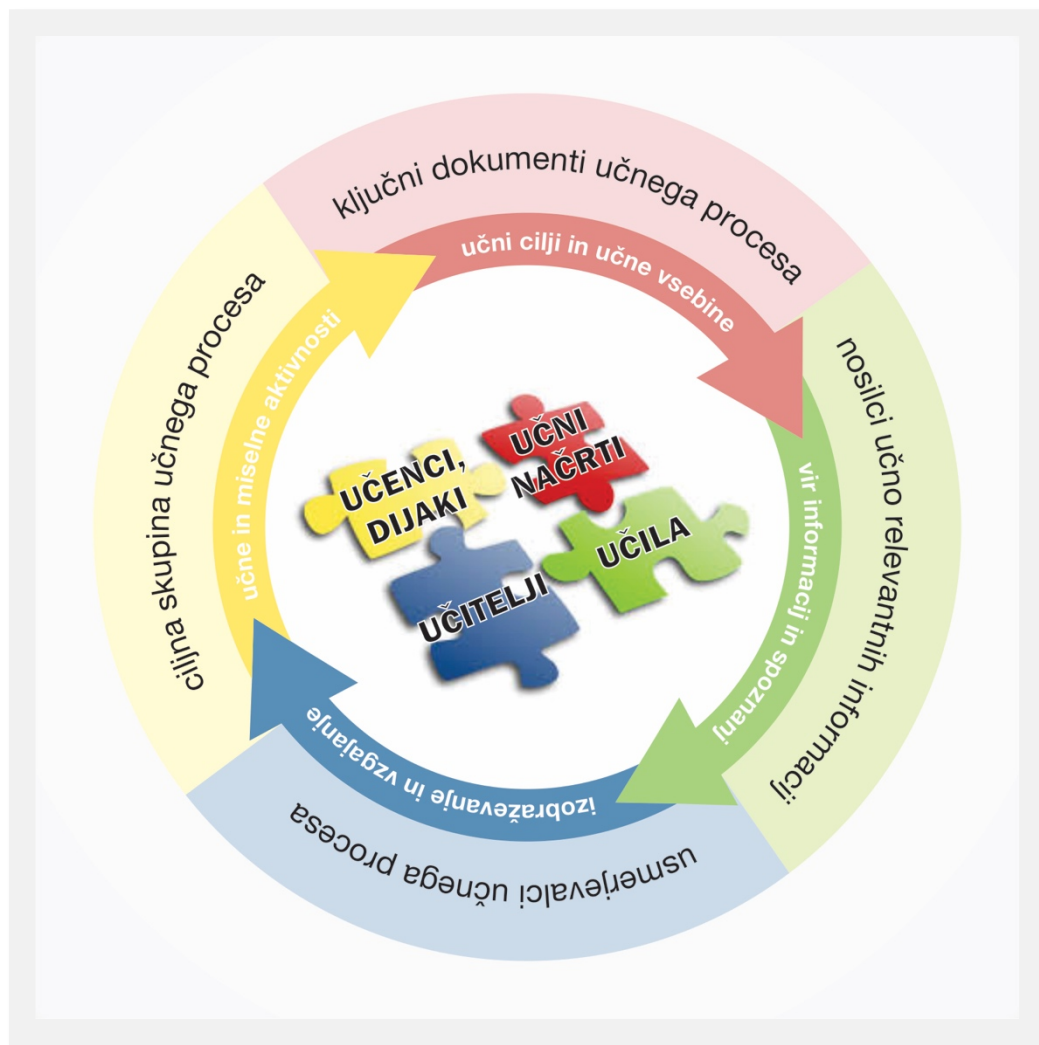 ključni dokumenti učnega procesa
učni cilji in učne vsebine
nosilci učno relevantnih informacij
vir informacij in spoznanj
usmerjevalci učnega procesa
izobraževanje in vzgajanje
ciljna skupina učnega procesa
učne in miselne aktivnosti
UČNI
NAČRTI
UČENCI,
DIJAKI
UČILA
UČITELJI